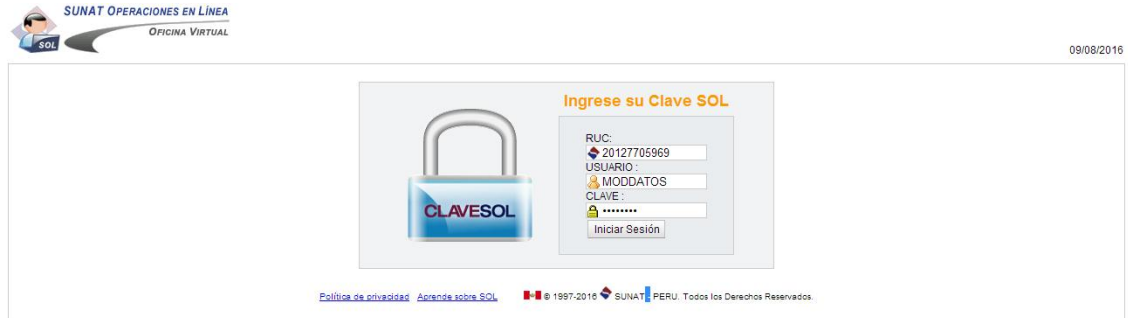 SUNAT OPERACIONES EN LÍNEA
OFICINA VIRTUAL
SOL
09/08/2016
Ingrese su Clave SOL
RUC:
20127705969
USUARIO :
MODDATOS
CLAVE :
••••••••
Iniciar Sesión
CLAVESOL
Política de privacidad Aprende sobre SOL © 1997-2016 SUNAT - PERU. Todos los Derechos Reservados.